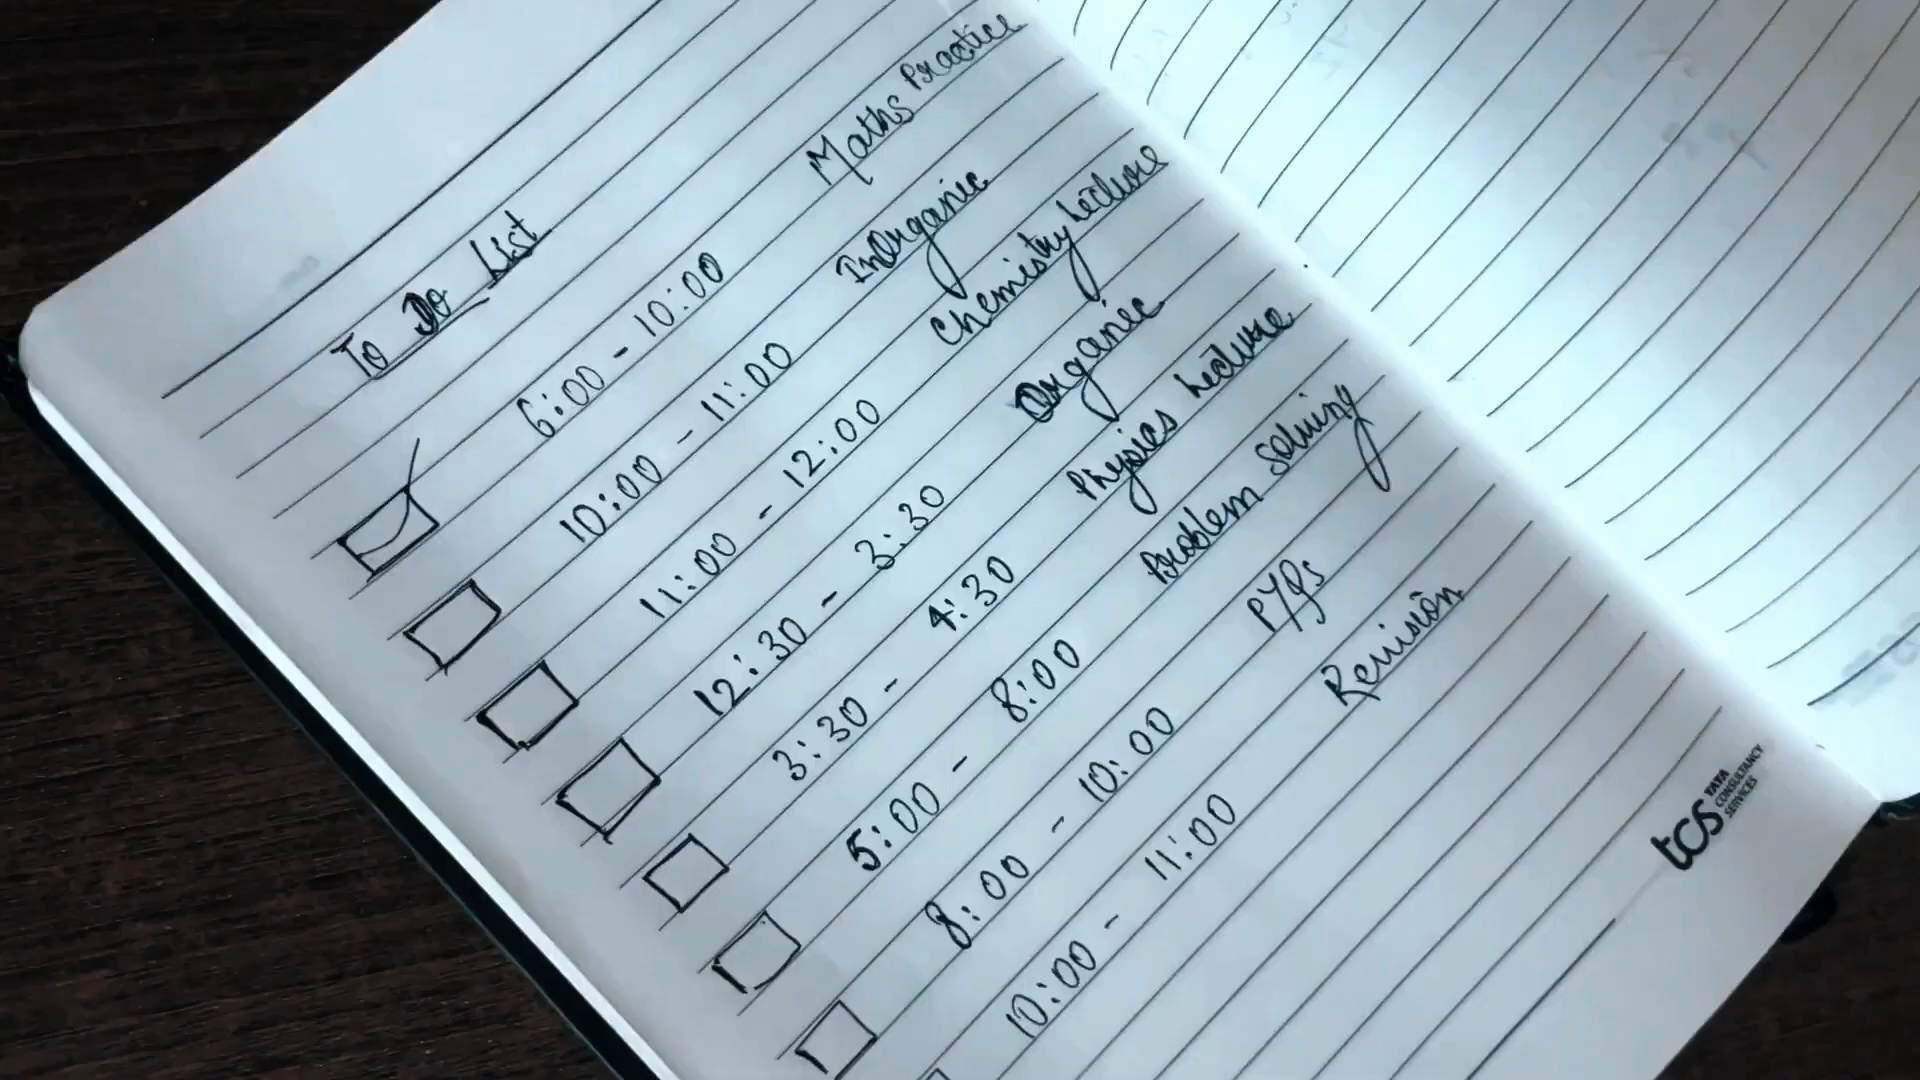 To Do List
6:00 - 10:00 Maths Practice
10:00 - 11:00 InOrganic
11:00 - 12:00 Chemistry Lecture
12:30 - 3:30 Organic
3:30 - 4:30 Physics Lecture
5:00 - 8:00 Problem solving
8:00 - 10:00 PYQs
10:00 - 11:00 Revision
tcs TATA
CONSULTANCY
SERVICES